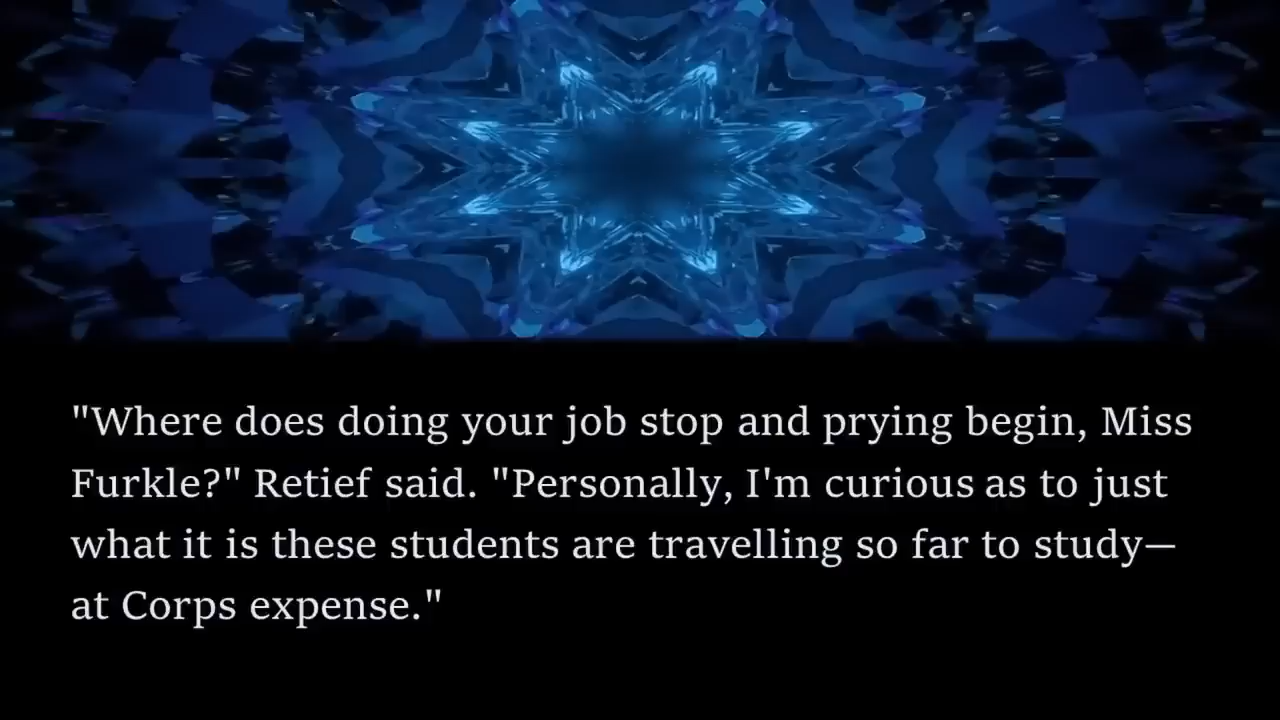 "Where does doing your job stop and prying begin, Miss
Furkle?" Retief said. "Personally, I'm curious as to just
what it is these students are travelling so far to study—
at Corps expense."